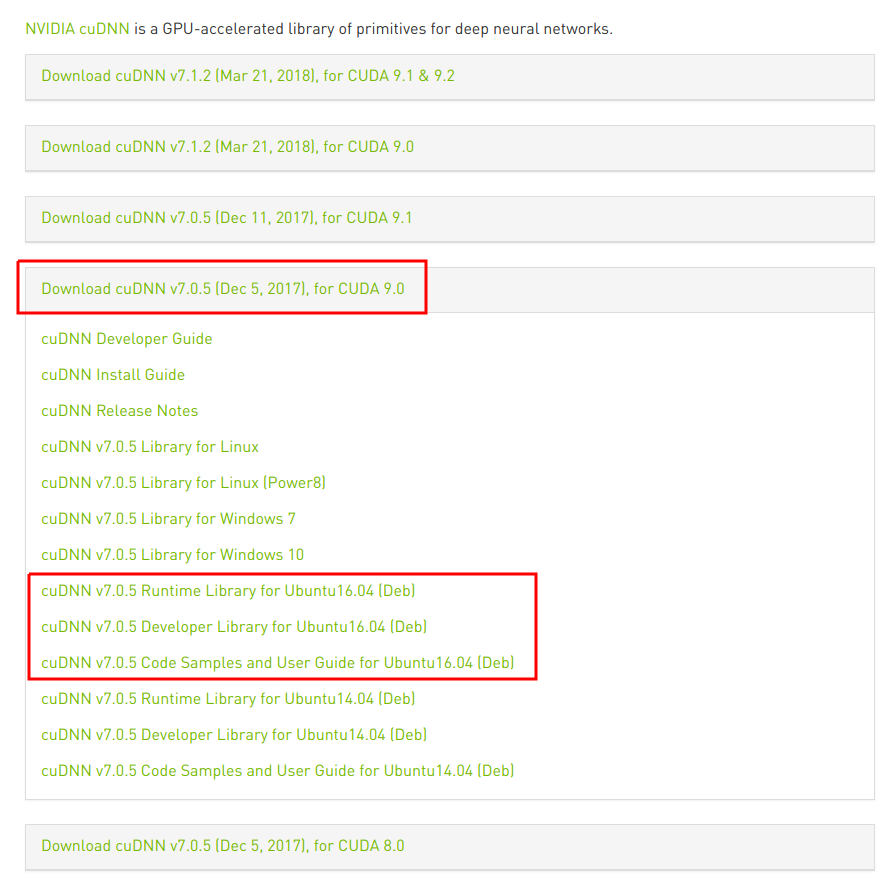 NVIDIA cuDNN is a GPU-accelerated library of primitives for deep neural networks.
Download cuDNN v7.1.2 (Mar 21, 2018), for CUDA 9.1 & 9.2
Download cuDNN v7.1.2 (Mar 21, 2018), for CUDA 9.0
Download cuDNN v7.0.5 (Dec 11, 2017), for CUDA 9.1
Download cuDNN v7.0.5 (Dec 5, 2017), for CUDA 9.0
cuDNN Developer Guide
cuDNN Install Guide
cuDNN Release Notes
cuDNN v7.0.5 Library for Linux
cuDNN v7.0.5 Library for Linux (Power8)
cuDNN v7.0.5 Library for Windows 7
cuDNN v7.0.5 Library for Windows 10
cuDNN v7.0.5 Runtime Library for Ubuntu16.04 (Deb)
cuDNN v7.0.5 Developer Library for Ubuntu16.04 (Deb)
cuDNN v7.0.5 Code Samples and User Guide for Ubuntu16.04 (Deb)
cuDNN v7.0.5 Runtime Library for Ubuntu14.04 (Deb)
cuDNN v7.0.5 Developer Library for Ubuntu14.04 (Deb)
cuDNN v7.0.5 Code Samples and User Guide for Ubuntu14.04 (Deb)
Download cuDNN v7.0.5 (Dec 5, 2017), for CUDA 8.0